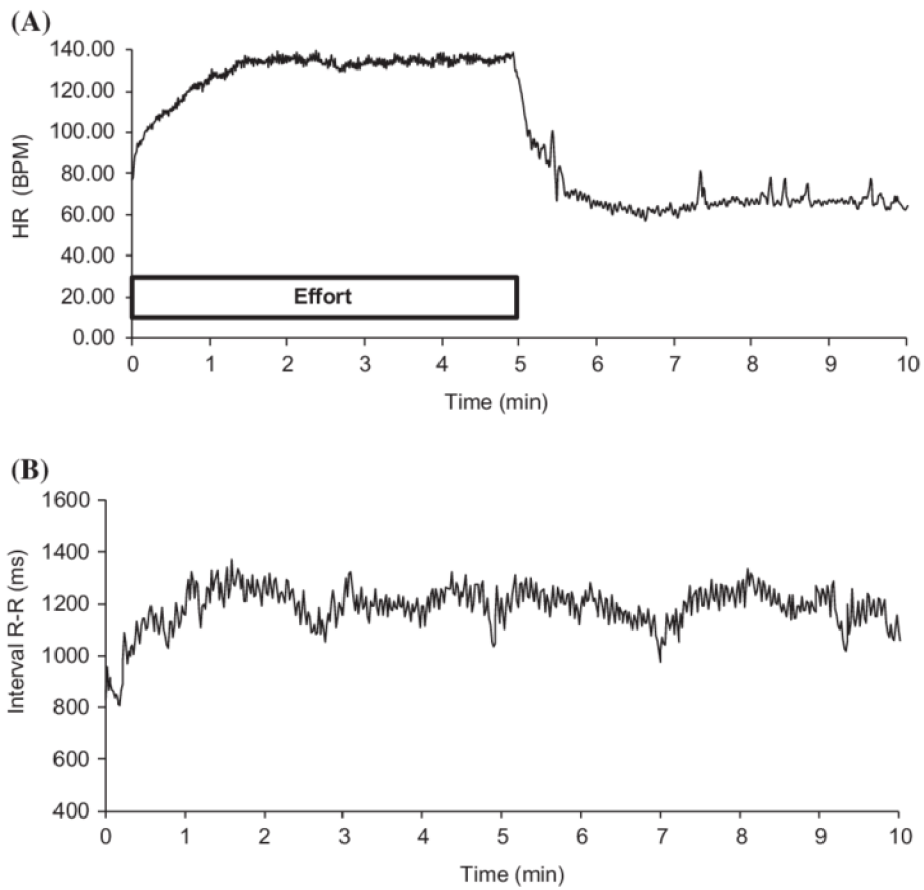 (A)
140.00
120.00
100.00
80.00
60.00
40.00
20.00
0.00
HR (BPM)
Effort
0 1 2 3 4 5 6 7 8 9 10
Time (min)
(B)
1600
1400
1200
1000
800
600
400
Interval R-R (ms)
0 1 2 3 4 5 6 7 8 9 10
Time (min)